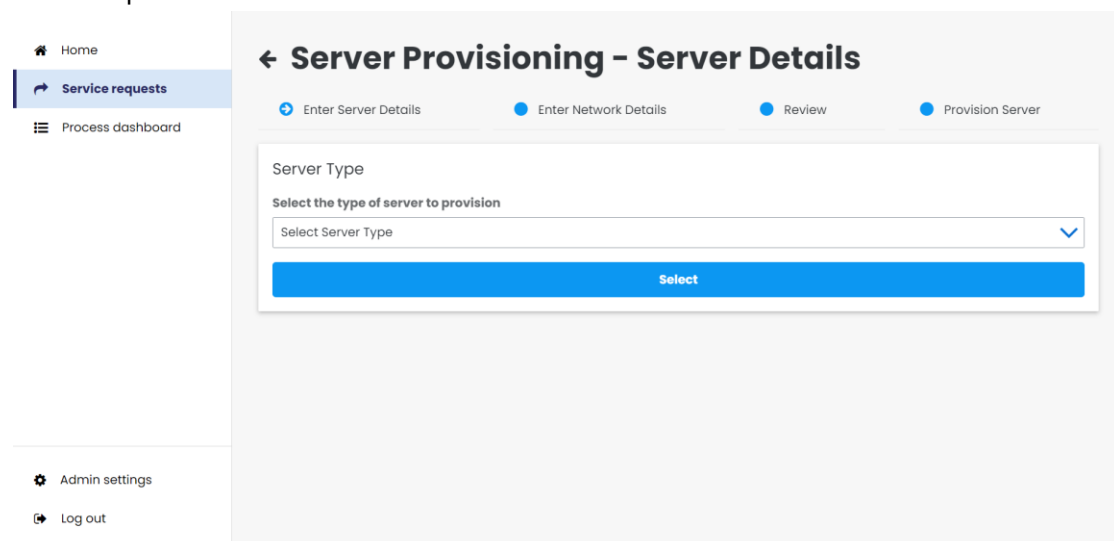 Home
Service requests
Process dashboard
Admin settings
Log out
Server Provisioning - Server Details
Enter Server Details
Enter Network Details
Review
Provision Server
Server Type
Select the type of server to provision
Select Server Type
Select